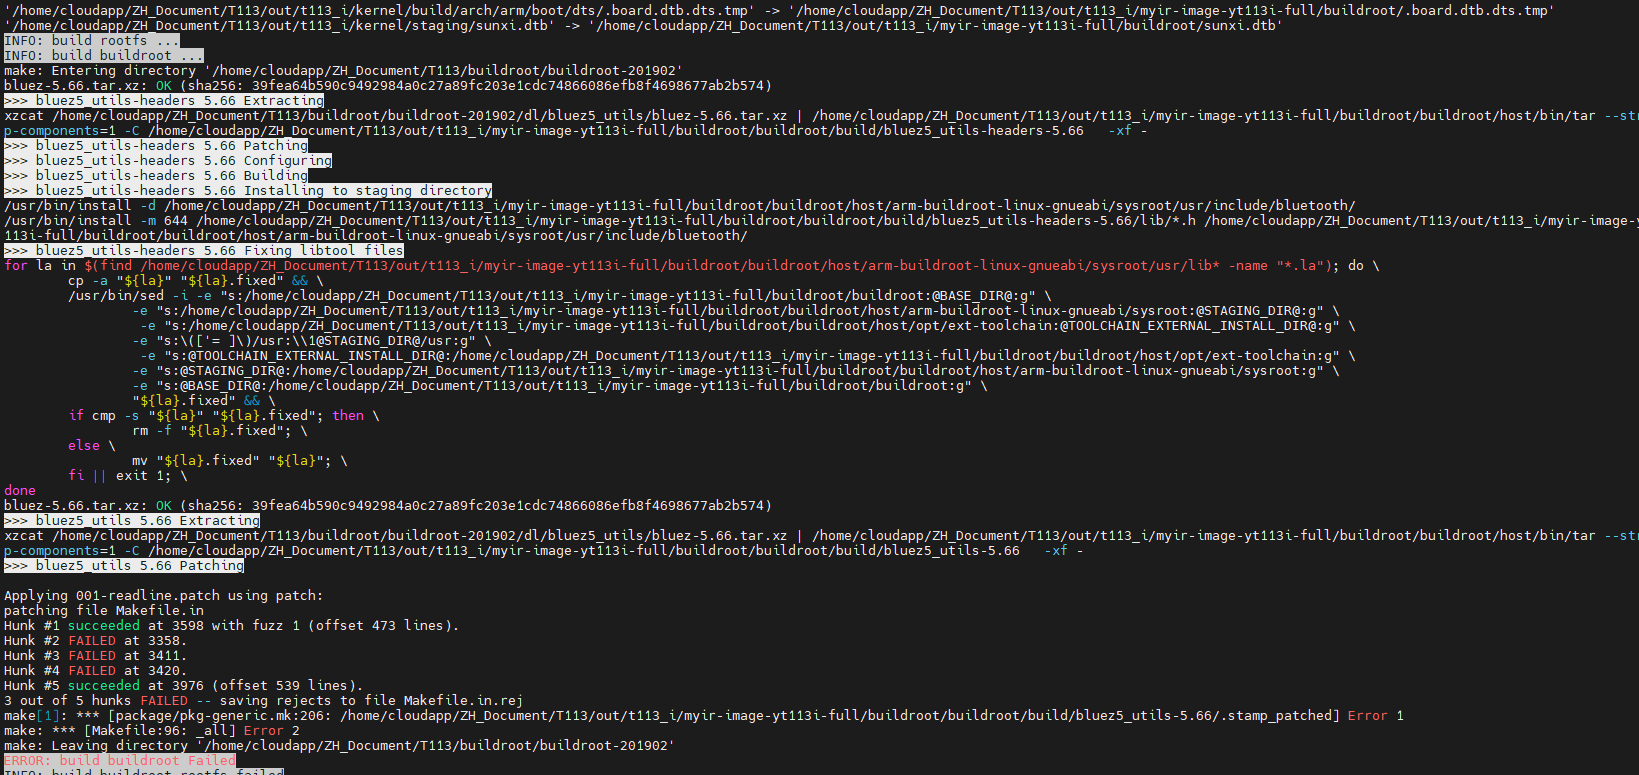 '/home/cloudapp/ZH_Document/T113/out/t113_i/kernel/build/arch/arm/boot/dts/.board.dtb.dts.tmp' -> '/home/cloudapp/ZH_Document/T113/out/t113_i/myir-image-yt113i-full/buildroot/.board.dtb.dts.tmp'
'/home/cloudapp/ZH_Document/T113/out/t113_i/kernel/staging/sunxi.dtb' -> '/home/cloudapp/ZH_Document/T113/out/t113_i/myir-image-yt113i-full/buildroot/sunxi.dtb'
INFO: build rootfs ...
INFO: build buildroot ...
make: Entering directory '/home/cloudapp/ZH_Document/T113/buildroot/buildroot-201902'
bluez-5.66.tar.xz: OK (sha256: 39fea64b590c9492984a0c27a89fc203e1cdc74866086efb8f4698677ab2b574)
>>> bluez5_utils-headers 5.66 Extracting
xzcat /home/cloudapp/ZH_Document/T113/buildroot/buildroot-201902/dl/bluez5_utils/bluez-5.66.tar.xz | /home/cloudapp/ZH_Document/T113/out/t113_i/myir-image-yt113i-full/buildroot/buildroot/host/bin/tar --str
p-components=1 -C /home/cloudapp/ZH_Document/T113/out/t113_i/myir-image-yt113i-full/buildroot/buildroot/build/bluez5_utils-headers-5.66   -xf -
>>> bluez5_utils-headers 5.66 Patching
>>> bluez5_utils-headers 5.66 Configuring
>>> bluez5_utils-headers 5.66 Building
>>> bluez5_utils-headers 5.66 Installing to staging directory
/usr/bin/install -d /home/cloudapp/ZH_Document/T113/out/t113_i/myir-image-yt113i-full/buildroot/buildroot/host/arm-buildroot-linux-gnueabi/sysroot/usr/include/bluetooth/
/usr/bin/install -m 644 /home/cloudapp/ZH_Document/T113/out/t113_i/myir-image-yt113i-full/buildroot/buildroot/build/bluez5_utils-headers-5.66/lib/*.h /home/cloudapp/ZH_Document/T113/out/t113_i/myir-image-y
113i-full/buildroot/buildroot/host/arm-buildroot-linux-gnueabi/sysroot/usr/include/bluetooth/
>>> bluez5_utils-headers 5.66 Fixing libtool files
for la in $(find /home/cloudapp/ZH_Document/T113/out/t113_i/myir-image-yt113i-full/buildroot/buildroot/host/arm-buildroot-linux-gnueabi/sysroot/usr/lib* -name "*.la"); do \
cp -a "${la}" "${la}.fixed" && \
/usr/bin/sed -i -e "s:/home/cloudapp/ZH_Document/T113/out/t113_i/myir-image-yt113i-full/buildroot/buildroot:@BASE_DIR@:g" \
-e "s:/home/cloudapp/ZH_Document/T113/out/t113_i/myir-image-yt113i-full/buildroot/buildroot/host/arm-buildroot-linux-gnueabi/sysroot:@STAGING_DIR@:g" \
-e "s:/home/cloudapp/ZH_Document/T113/out/t113_i/myir-image-yt113i-full/buildroot/buildroot/host/opt/ext-toolchain:@TOOLCHAIN_EXTERNAL_INSTALL_DIR@:g" \
-e "s:\(['= ]\)/usr:\\1@STAGING_DIR@/usr:g" \
-e "s:@TOOLCHAIN_EXTERNAL_INSTALL_DIR@:/home/cloudapp/ZH_Document/T113/out/t113_i/myir-image-yt113i-full/buildroot/buildroot/host/opt/ext-toolchain:g" \
-e "s:@STAGING_DIR@:/home/cloudapp/ZH_Document/T113/out/t113_i/myir-image-yt113i-full/buildroot/buildroot/host/arm-buildroot-linux-gnueabi/sysroot:g" \
-e "s:@BASE_DIR@:/home/cloudapp/ZH_Document/T113/out/t113_i/myir-image-yt113i-full/buildroot/buildroot:g" \
"${la}.fixed" && \
if cmp -s "${la}" "${la}.fixed"; then \
rm -f "${la}.fixed"; \
else \
mv "${la}.fixed" "${la}"; \
fi || exit 1; \
done
bluez-5.66.tar.xz: OK (sha256: 39fea64b590c9492984a0c27a89fc203e1cdc74866086efb8f4698677ab2b574)
>>> bluez5_utils 5.66 Extracting
xzcat /home/cloudapp/ZH_Document/T113/buildroot/buildroot-201902/dl/bluez5_utils/bluez-5.66.tar.xz | /home/cloudapp/ZH_Document/T113/out/t113_i/myir-image-yt113i-full/buildroot/buildroot/host/bin/tar --str
p-components=1 -C /home/cloudapp/ZH_Document/T113/out/t113_i/myir-image-yt113i-full/buildroot/buildroot/build/bluez5_utils-5.66   -xf -
>>> bluez5_utils 5.66 Patching
Applying 001-readline.patch using patch:
patching file Makefile.in
Hunk #1 succeeded at 3598 with fuzz 1 (offset 473 lines).
Hunk #2 FAILED at 3358.
Hunk #3 FAILED at 3411.
Hunk #4 FAILED at 3420.
Hunk #5 succeeded at 3976 (offset 539 lines).
3 out of 5 hunks FAILED -- saving rejects to file Makefile.in.rej
make[1]: *** [package/pkg-generic.mk:206: /home/cloudapp/ZH_Document/T113/out/t113_i/myir-image-yt113i-full/buildroot/buildroot/build/bluez5_utils-5.66/.stamp_patched] Error 1
make: *** [Makefile:96: _all] Error 2
make: Leaving directory '/home/cloudapp/ZH_Document/T113/buildroot/buildroot-201902'
ERROR: build buildroot Failed
INFO: build buildroot rootfs failed